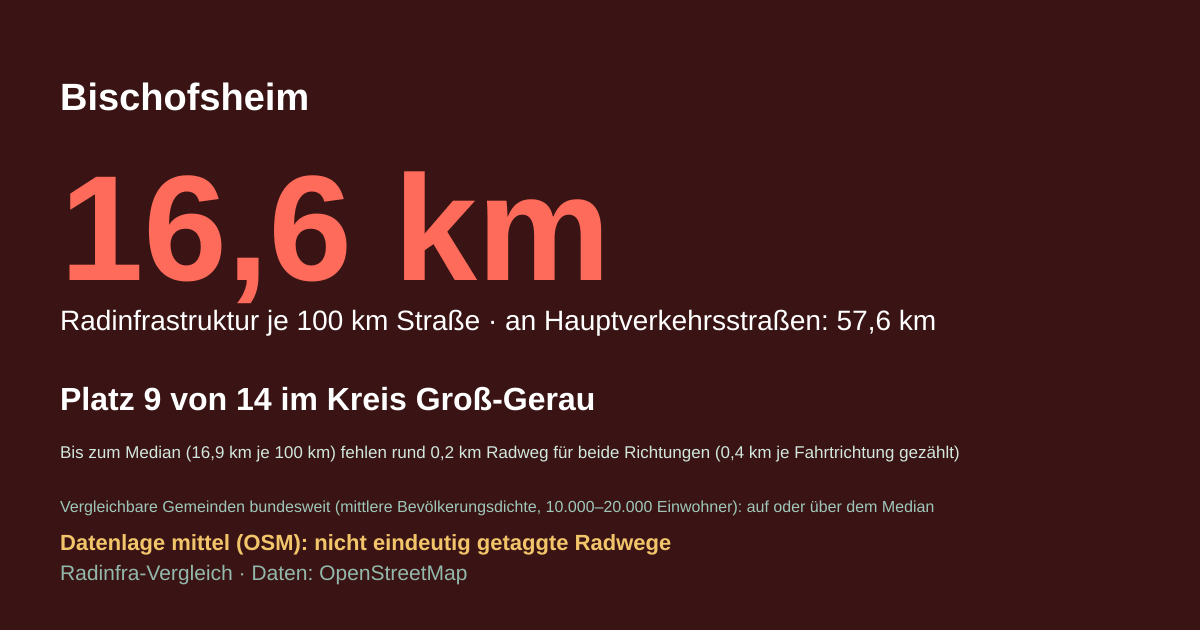 Bischofsheim
16,6 km
Radinfrastruktur je 100 km Straße · an Hauptverkehrsstraßen: 57,6 km
Platz 9 von 14 im Kreis Groß-Gerau
Bis zum Median (16,9 km je 100 km) fehlen rund 0,2 km Radweg für beide Richtungen (0,4 km je Fahrtrichtung gezählt)
Vergleichbare Gemeinden bundesweit (mittlere Bevölkerungsdichte, 10.000–20.000 Einwohner): auf oder über dem Median
Datenlage mittel (OSM): nicht eindeutig getaggte Radwege
Radinfra-Vergleich · Daten: OpenStreetMap